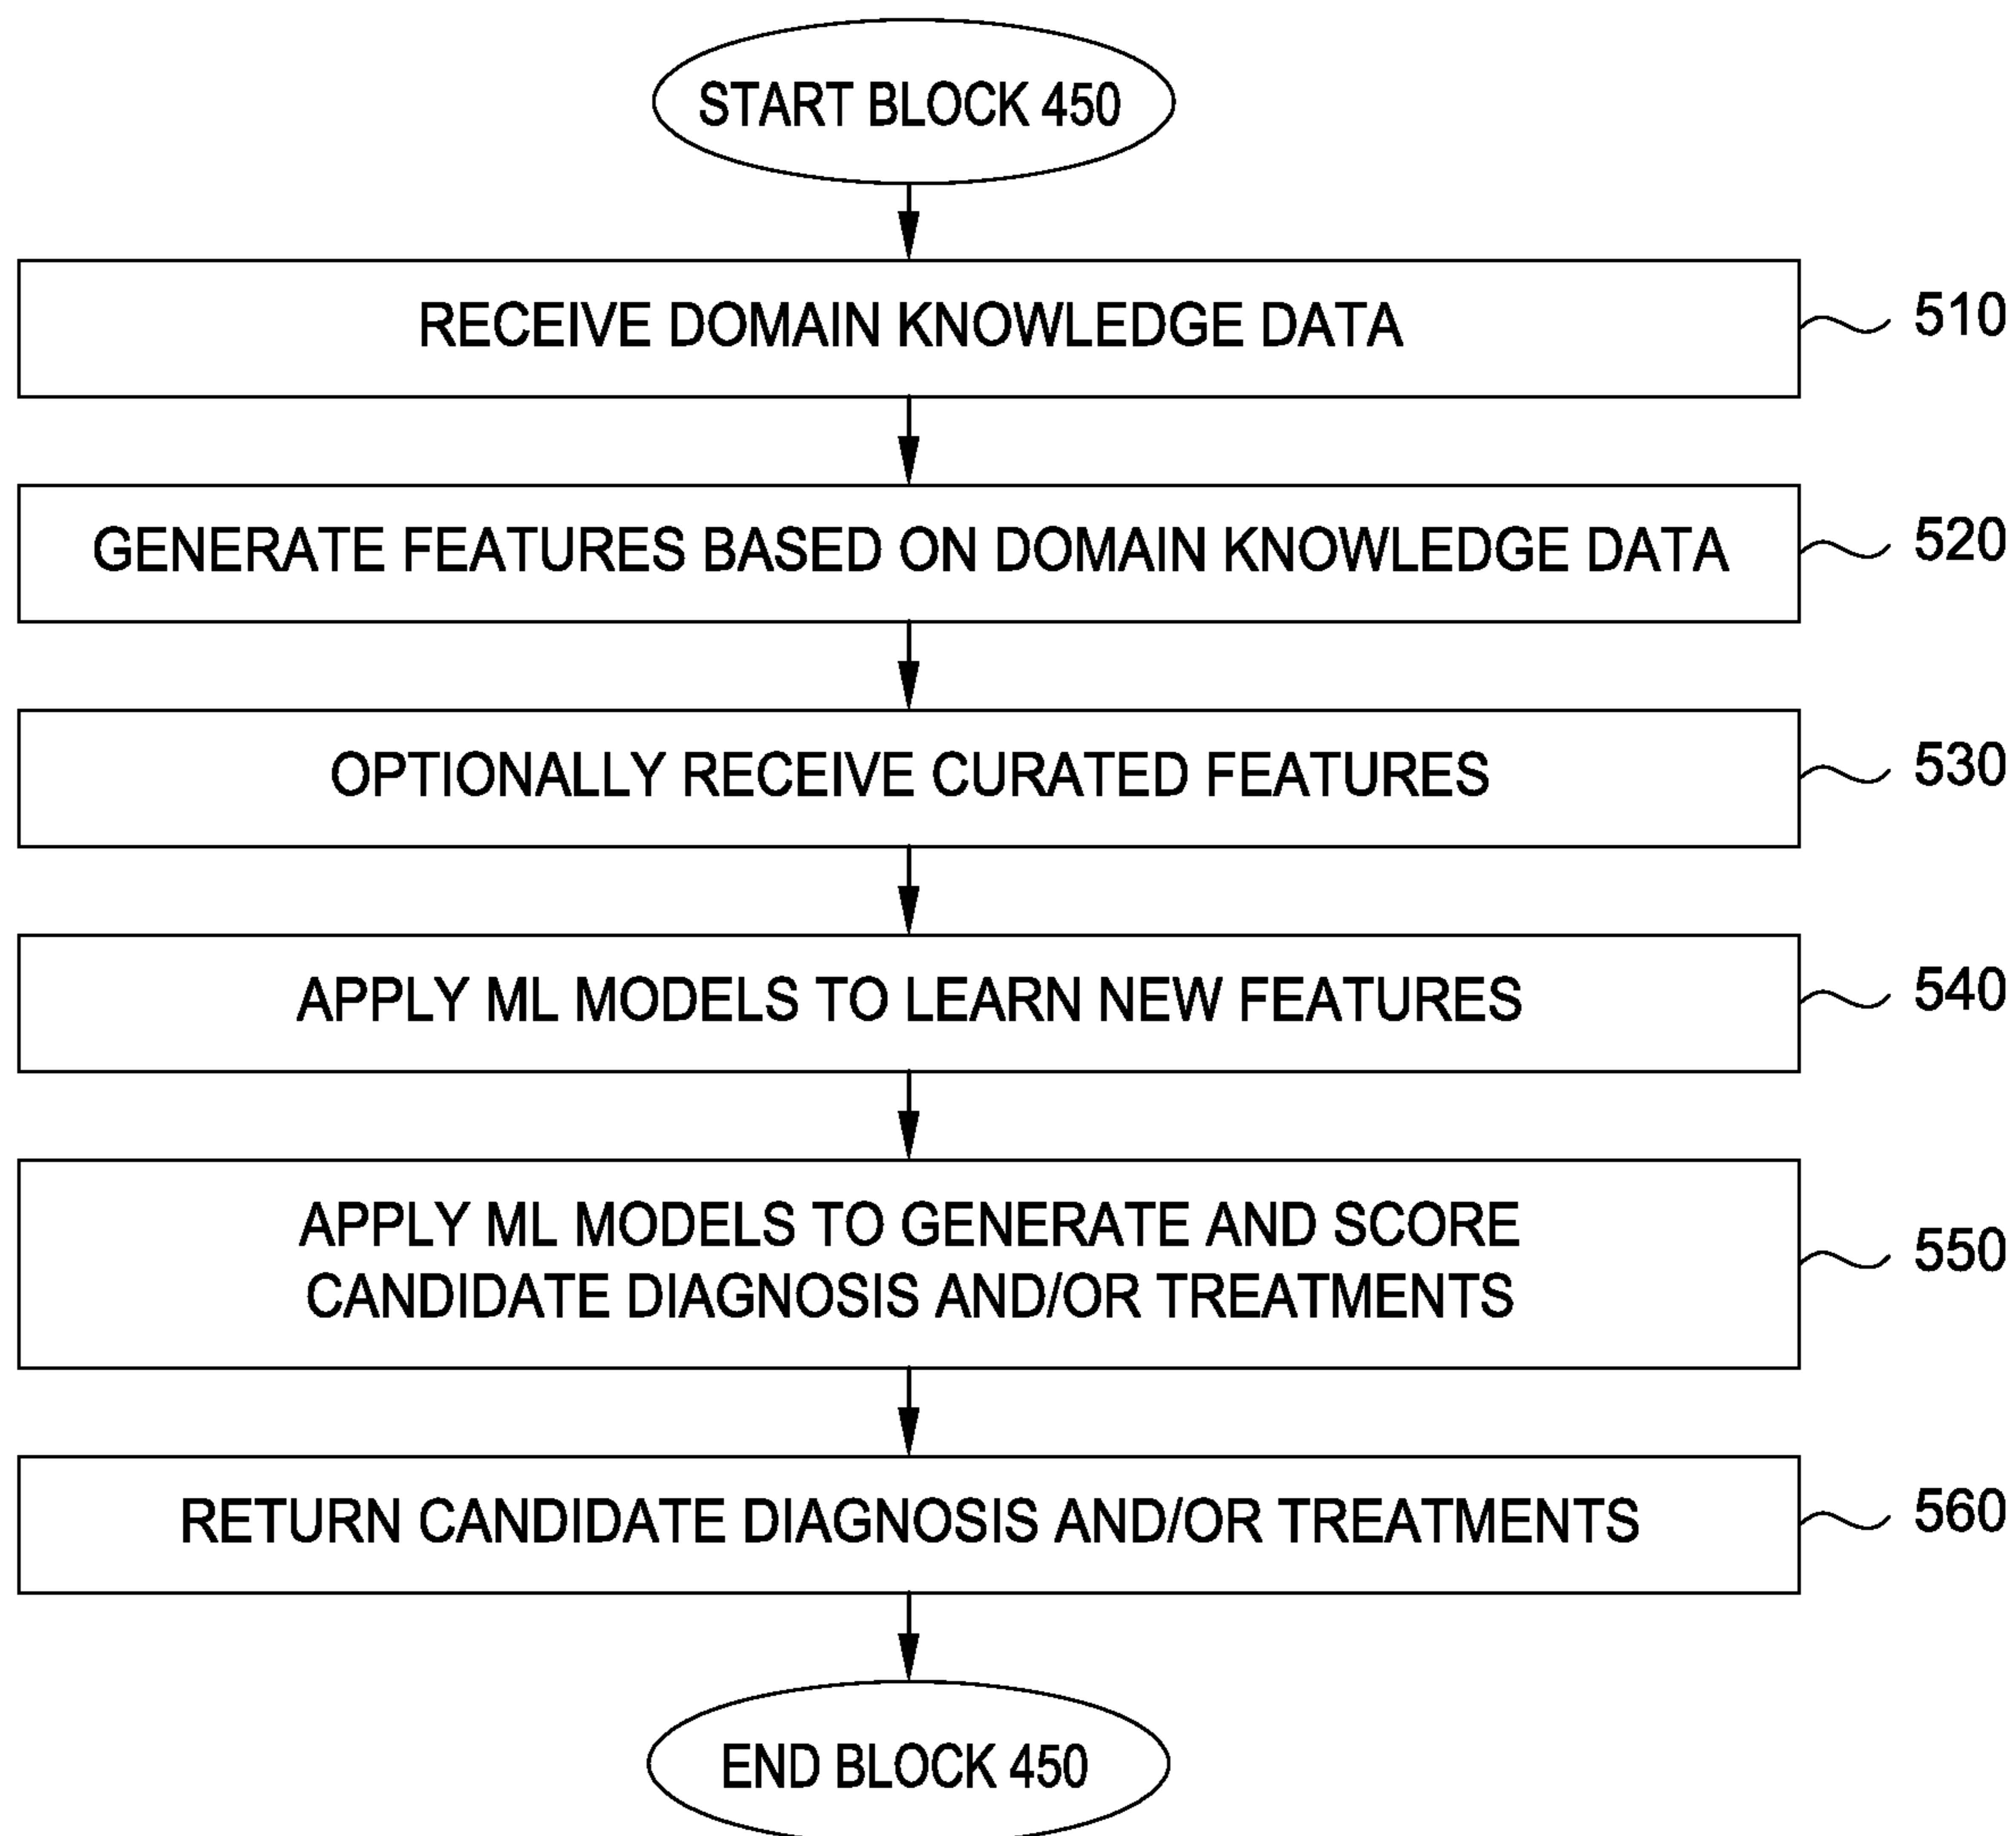 START BLOCK 450
RECEIVE DOMAIN KNOWLEDGE DATA
510
GENERATE FEATURES BASED ON DOMAIN KNOWLEDGE DATA
520
OPTIONALLY RECEIVE CURATED FEATURES
530
APPLY ML MODELS TO LEARN NEW FEATURES
540
APPLY ML MODELS TO GENERATE AND SCORE
CANDIDATE DIAGNOSIS AND/OR TREATMENTS
550
RETURN CANDIDATE DIAGNOSIS AND/OR TREATMENTS
560
END BLOCK 450